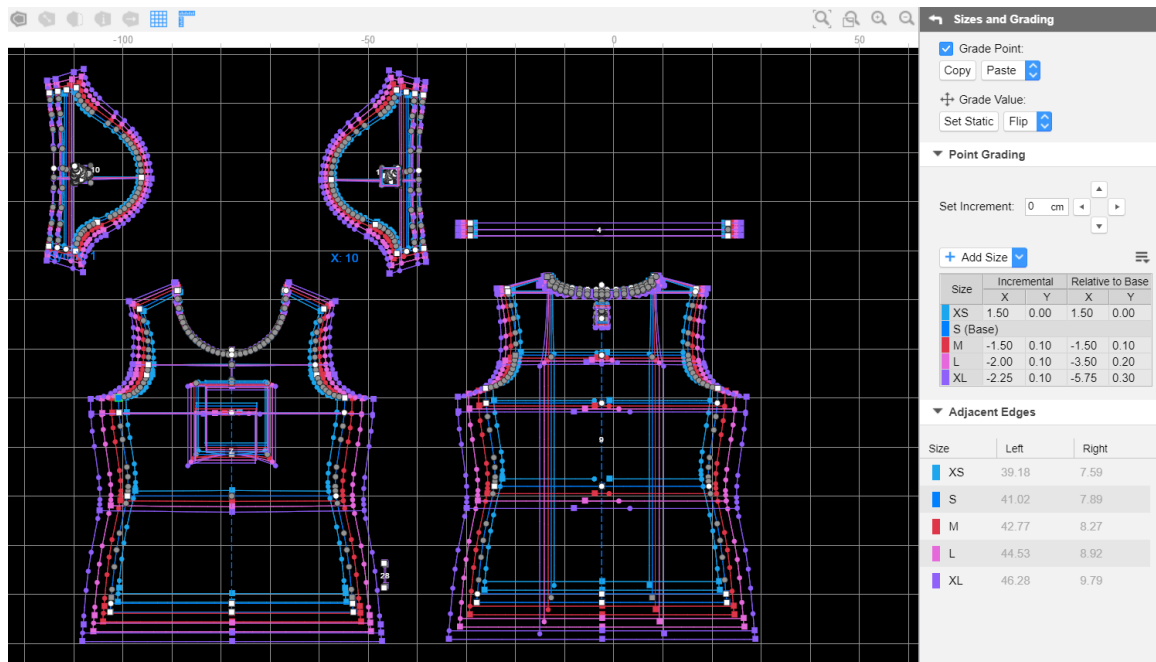 Sizes and Grading
-100 -50 0 50
Grade Point:
Copy Paste
Grade Value:
Set Static Flip
Point Grading
Set Increment: 0 cm
+ Add Size
Size Incremental Relative to Base
X Y X Y
XS 1.50 0.00 1.50 0.00
S (Base)
M -1.50 0.10 -1.50 0.10
L -2.00 0.10 -3.50 0.20
XL -2.25 0.10 -5.75 0.30
Adjacent Edges
Size Left Right
XS 39.18 7.59
S 41.02 7.89
M 42.77 8.27
L 44.53 8.92
XL 46.28 9.79
10
1
X: 10
4
9
28